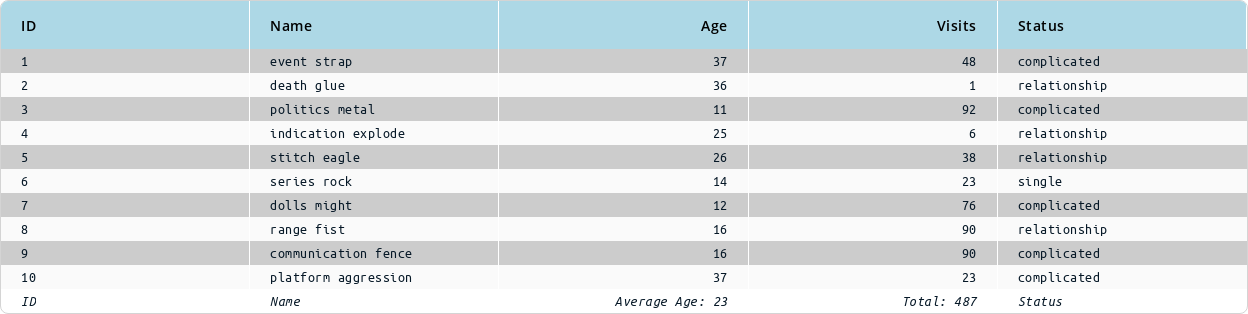 ID Name Age Visits Status
1 event strap 37 48 complicated
2 death glue 36 1 relationship
3 politics metal 11 92 complicated
4 indication explode 25 6 relationship
5 stitch eagle 26 38 relationship
6 series rock 14 23 single
7 dolls might 12 76 complicated
8 range fist 16 90 relationship
9 communication fence 16 90 complicated
10 platform aggression 37 23 complicated
ID Name Average Age: 23 Total: 487 Status